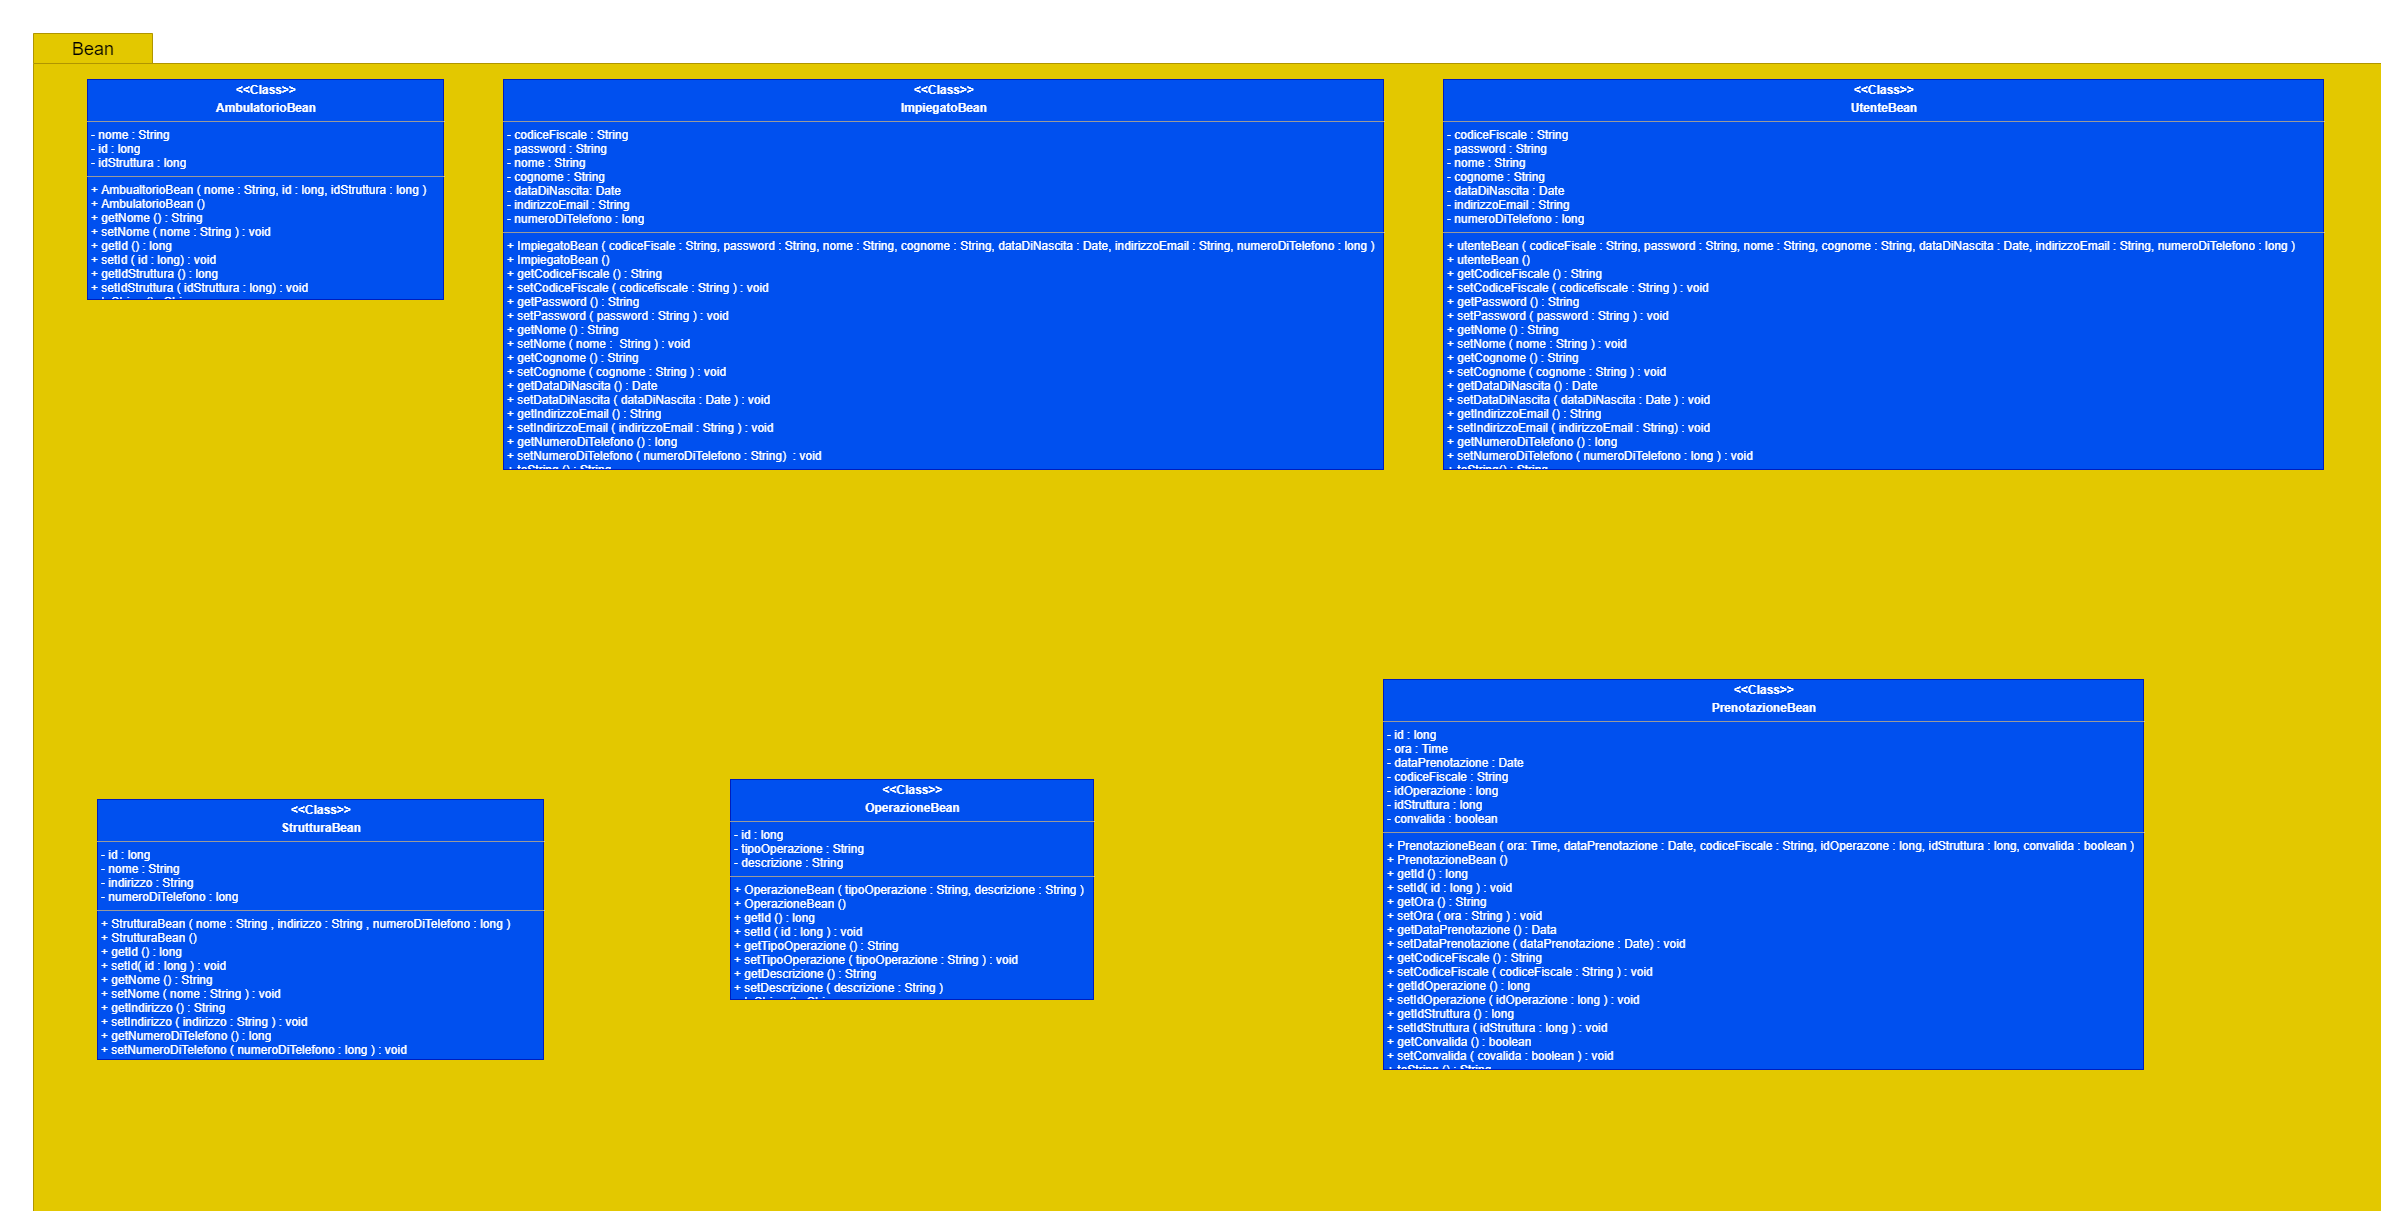 Bean
<<Class>>
AmbulatorioBean
- nome : String
- id : long
- idStruttura : long
+ AmbualtorioBean ( nome : String, id : long, idStruttura : long )
+ AmbulatorioBean ()
+ getNome () : String
+ setNome ( nome : String ) : void
+ getId () : long
+ setId ( id : long) : void
+ getIdStruttura () : long
+ setIdStruttura ( idStruttura : long) : void
<<Class>>
ImpiegatoBean
- codiceFiscale : String
- password : String
- nome : String
- cognome : String
- dataDiNascita: Date
- indirizzoEmail : String
- numeroDiTelefono : long
+ ImpiegatoBean ( codiceFisale : String, password : String, nome : String, cognome : String, dataDiNascita : Date, indirizzoEmail : String, numeroDiTelefono : long )
+ ImpiegatoBean ()
+ getCodiceFiscale () : String
+ setCodiceFiscale ( codicefiscale : String ) : void
+ getPassword () : String
+ setPassword ( password : String ) : void
+ getNome () : String
+ setNome ( nome :  String ) : void
+ getCognome () : String
+ setCognome ( cognome : String ) : void
+ getDataDiNascita () : Date
+ setDataDiNascita ( dataDiNascita : Date ) : void
+ getIndirizzoEmail () : String
+ setIndirizzoEmail ( indirizzoEmail : String ) : void
+ getNumeroDiTelefono () : long
+ setNumeroDiTelefono ( numeroDiTelefono : String)  : void
+ toString () : String
<<Class>>
UtenteBean
- codiceFiscale : String
- password : String
- nome : String
- cognome : String
- dataDiNascita : Date
- indirizzoEmail : String
- numeroDiTelefono : long
+ utenteBean ( codiceFisale : String, password : String, nome : String, cognome : String, dataDiNascita : Date, indirizzoEmail : String, numeroDiTelefono : long )
+ utenteBean ()
+ getCodiceFiscale () : String
+ setCodiceFiscale ( codicefiscale : String ) : void
+ getPassword () : String
+ setPassword ( password : String ) : void
+ getNome () : String
+ setNome ( nome : String ) : void
+ getCognome () : String
+ setCognome ( cognome : String ) : void
+ getDataDiNascita () : Date
+ setDataDiNascita ( dataDiNascita : Date ) : void
+ getIndirizzoEmail () : String
+ setIndirizzoEmail ( indirizzoEmail : String) : void
+ getNumeroDiTelefono () : long
+ setNumeroDiTelefono ( numeroDiTelefono : long ) : void
+ toString() : String
<<Class>>
StrutturaBean
- id : long
- nome : String
- indirizzo : String
- numeroDiTelefono : long
+ StrutturaBean ( nome : String , indirizzo : String , numeroDiTelefono : long )
+ StrutturaBean ()
+ getId () : long
+ setId( id : long ) : void
+ getNome () : String
+ setNome ( nome : String ) : void
+ getIndirizzo () : String
+ setIndirizzo ( indirizzo : String ) : void
+ getNumeroDiTelefono () : long
+ setNumeroDiTelefono ( numeroDiTelefono : long ) : void
<<Class>>
OperazioneBean
- id : long
- tipoOperazione : String
- descrizione : String
+ OperazioneBean ( tipoOperazione : String, descrizione : String )
+ OperazioneBean ()
+ getId () : long
+ setId ( id : long ) : void
+ getTipoOperazione () : String
+ setTipoOperazione ( tipoOperazione : String ) : void
+ getDescrizione () : String
+ setDescrizione ( descrizione : String )
<<Class>>
PrenotazioneBean
- id : long
- ora : Time
- dataPrenotazione : Date
- codiceFiscale : String
- idOperazione : long
- idStruttura : long
- convalida : boolean
+ PrenotazioneBean ( ora: Time, dataPrenotazione : Date, codiceFiscale : String, idOperazone : long, idStruttura : long, convalida : boolean )
+ PrenotazioneBean ()
+ getId () : long
+ setId( id : long ) : void
+ getOra () : String
+ setOra ( ora : String ) : void
+ getDataPrenotazione () : Data
+ setDataPrenotazione ( dataPrenotazione : Date) : void
+ getCodiceFiscale () : String
+ setCodiceFiscale ( codiceFiscale : String ) : void
+ getIdOperazione () : long
+ setIdOperazione ( idOperazione : long ) : void
+ getIdStruttura () : long
+ setIdStruttura ( idStruttura : long ) : void
+ getConvalida () : boolean
+ setConvalida ( covalida : boolean ) : void
+ toString () : String